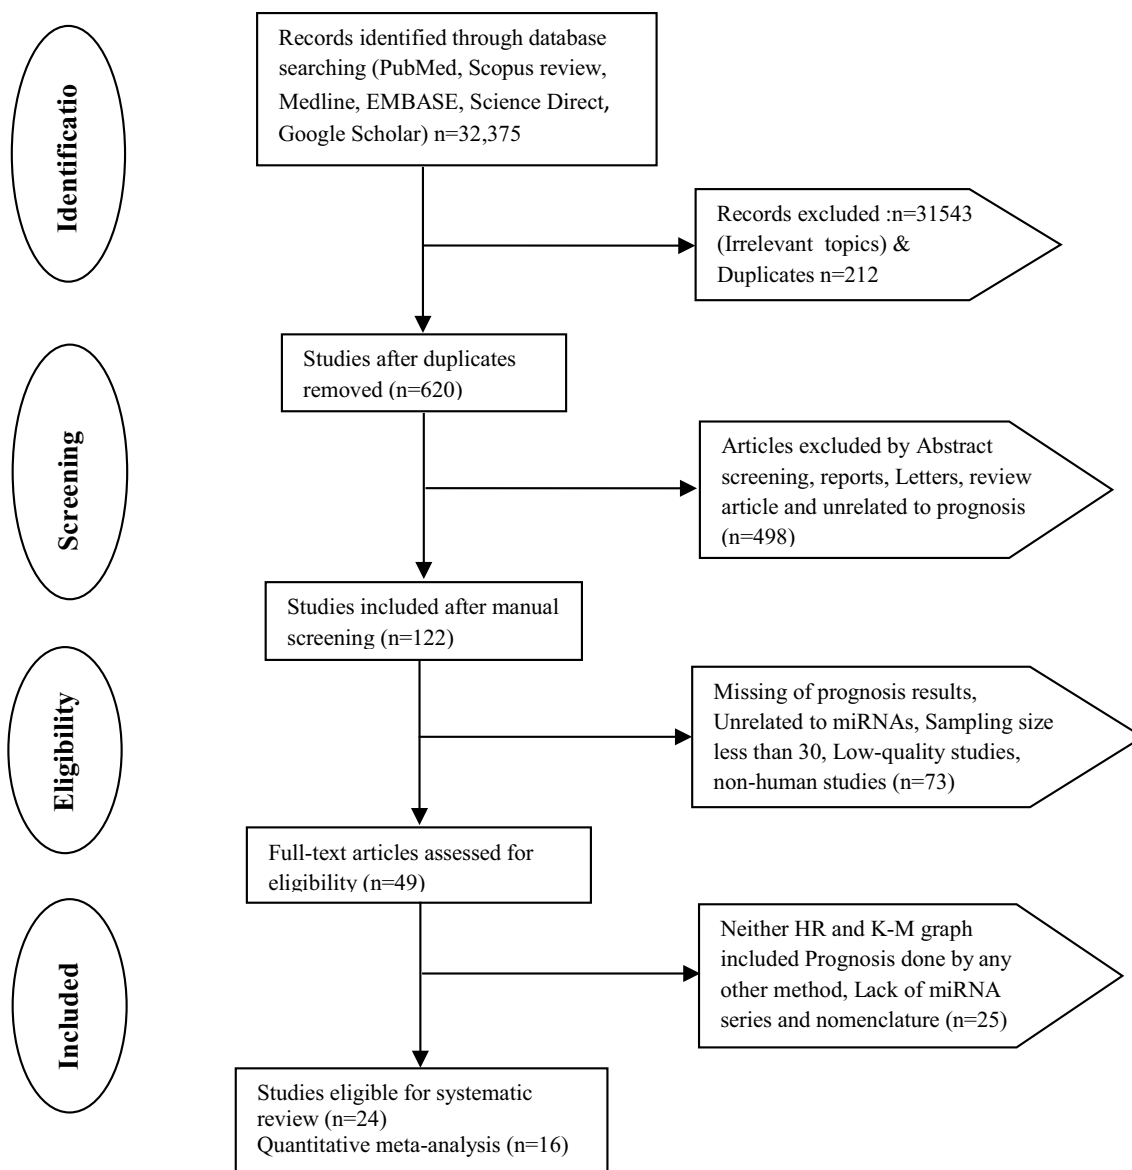 Identificatio
Records identified through database
searching (PubMed, Scopus review,
Medline, EMBASE, Science Direct,
Google Scholar) n=32,375
Records excluded :n=31543
(Irrelevant topics) &
Duplicates n=212
Screening
Studies after duplicates
removed (n=620)
Articles excluded by Abstract
screening, reports, Letters, review
article and unrelated to prognosis
(n=498)
Studies included after manual
screening (n=122)
Eligibility
Missing of prognosis results,
Unrelated to miRNAs, Sampling size
less than 30, Low-quality studies,
non-human studies (n=73)
Full-text articles assessed for
eligibility (n=49)
Included
Neither HR and K-M graph
included Prognosis done by any
other method, Lack of miRNA
series and nomenclature (n=25)
Studies eligible for systematic
review (n=24)
Quantitative meta-analysis (n=16)